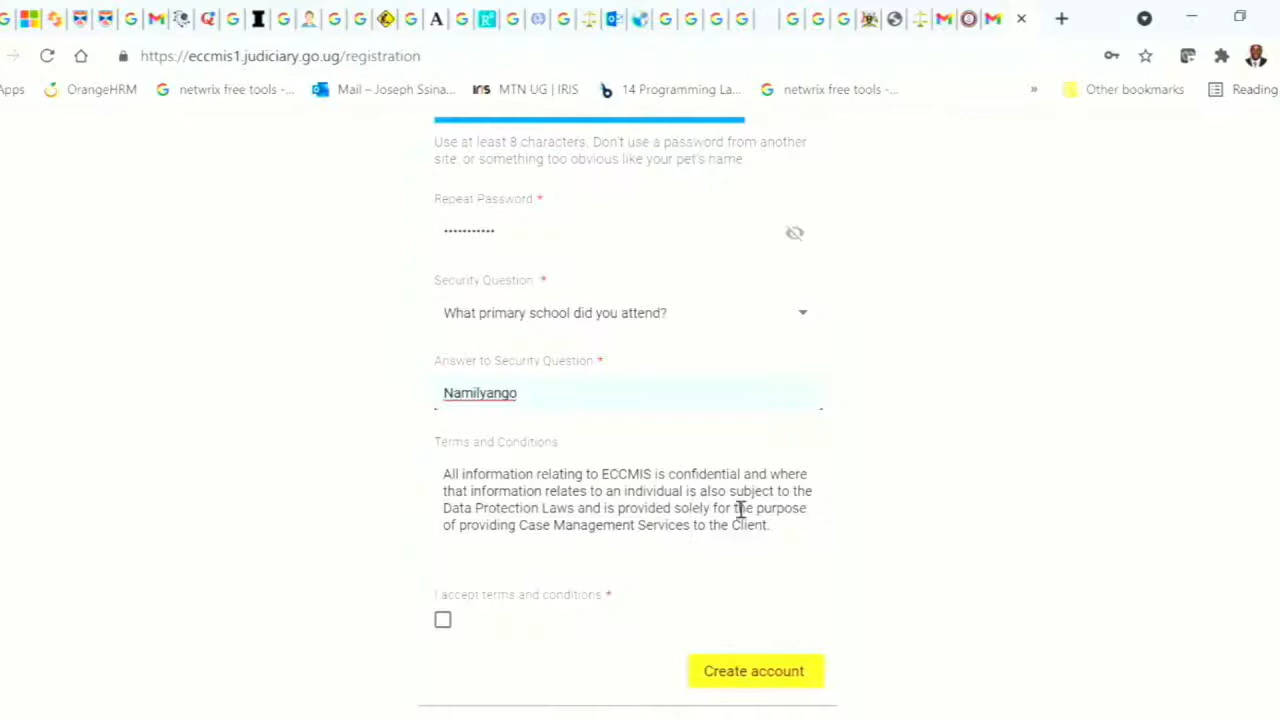 https://eccmis1.judiciary.go.ug/registration
Apps OrangeHRM netwrix free tools -... Mail – Joseph Ssina... IRIS MTN UG | IRIS 14 Programming La... netwrix free tools -... » Other bookmarks Reading
Use at least 8 characters. Don't use a password from another
site, or something too obvious like your pet's name.
Repeat Password *
•••••••••••
Security Question *
What primary school did you attend?
Answer to Security Question *
Namilyango
Terms and Conditions
All information relating to ECCMIS is confidential and where
that information relates to an individual is also subject to the
Data Protection Laws and is provided solely for the purpose
of providing Case Management Services to the Client.
I accept terms and conditions *
Create account